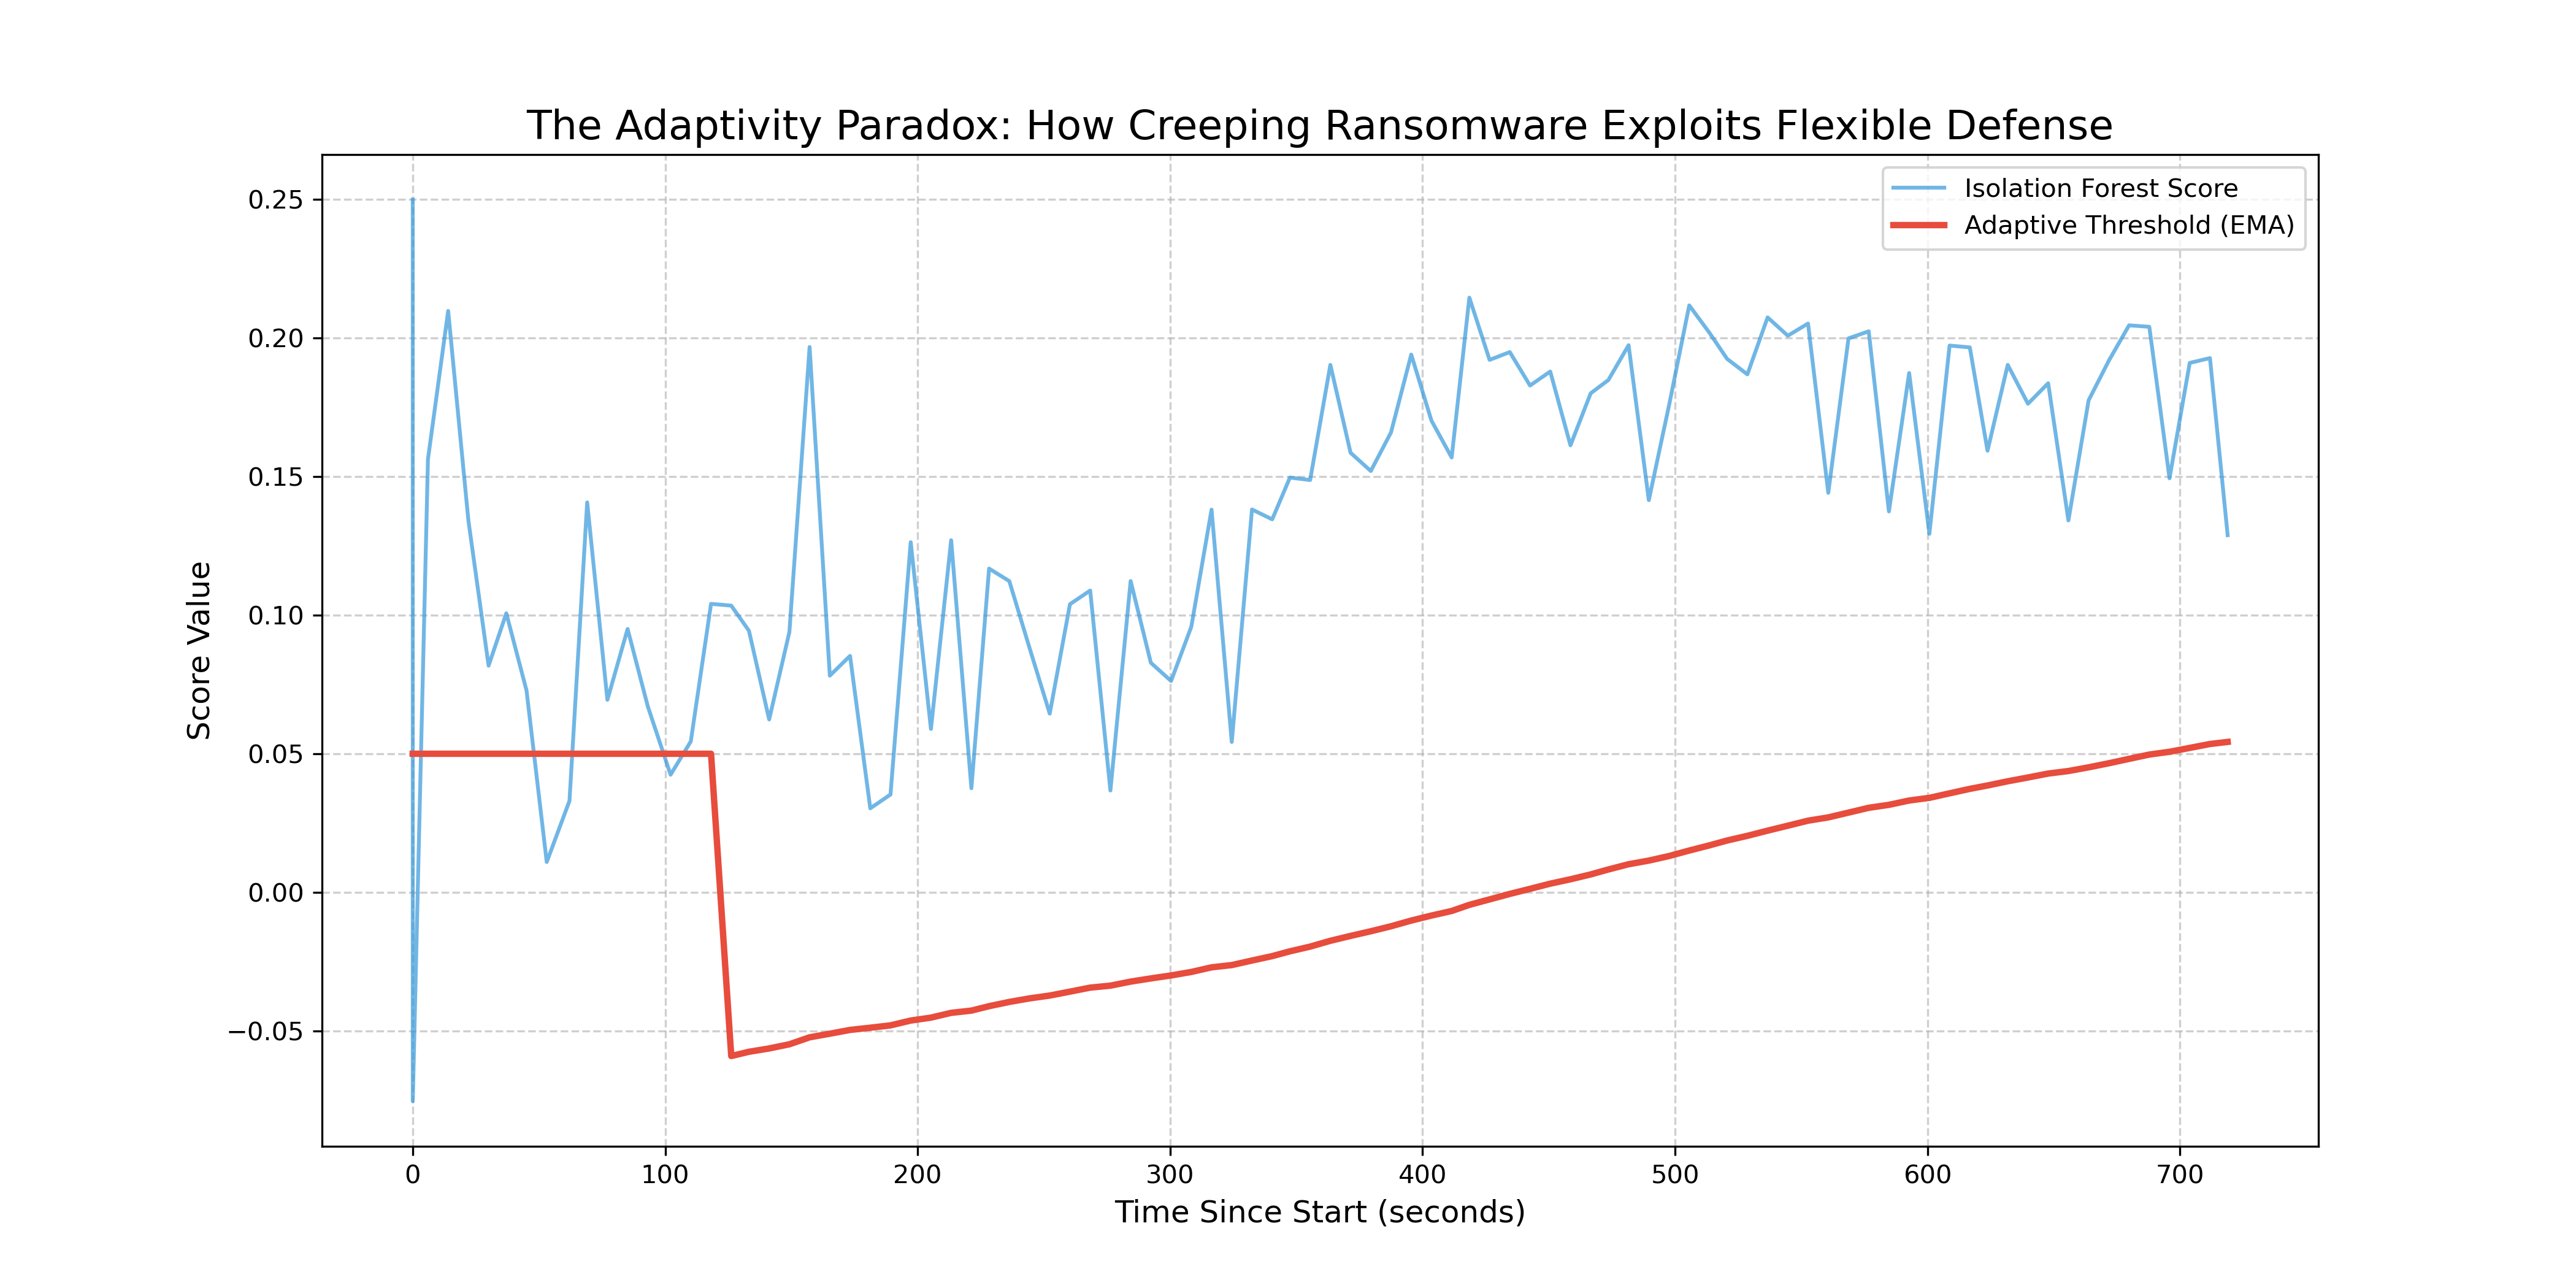 The Adaptivity Paradox: How Creeping Ransomware Exploits Flexible Defense
Isolation Forest Score
Adaptive Threshold (EMA)
Score Value
0.25
0.20
0.15
0.10
0.05
0.00
−0.05
0 100 200 300 400 500 600 700
Time Since Start (seconds)